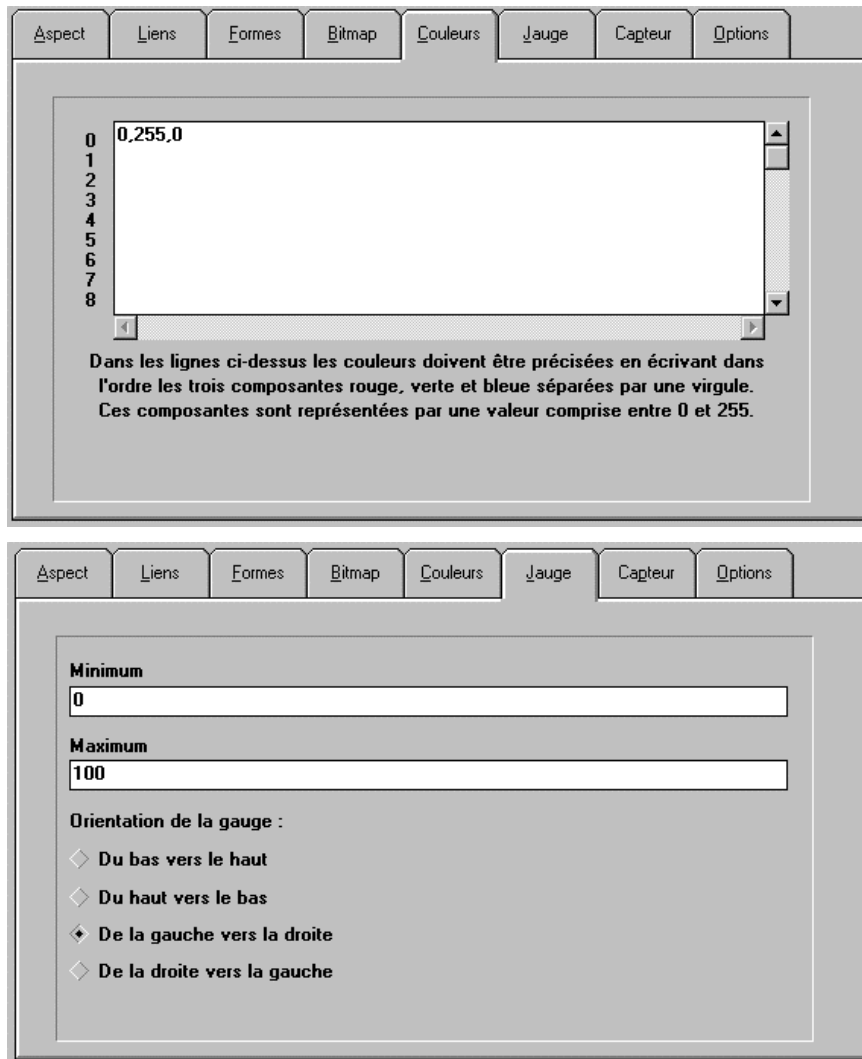 Aspect Liens Formes Bitmap Couleurs Jauge Capteur Options
0 0,255,0
1
2
3
4
5
6
7
8
Dans les lignes ci-dessus les couleurs doivent être précisées en écrivant dans
l'ordre les trois composantes rouge, verte et bleue séparées par une virgule.
Ces composantes sont représentées par une valeur comprise entre 0 et 255.
Aspect Liens Formes Bitmap Couleurs Jauge Capteur Options
Minimum
0
Maximum
100
Orientation de la gauge :
Du bas vers le haut
Du haut vers le bas
De la gauche vers la droite
De la droite vers la gauche